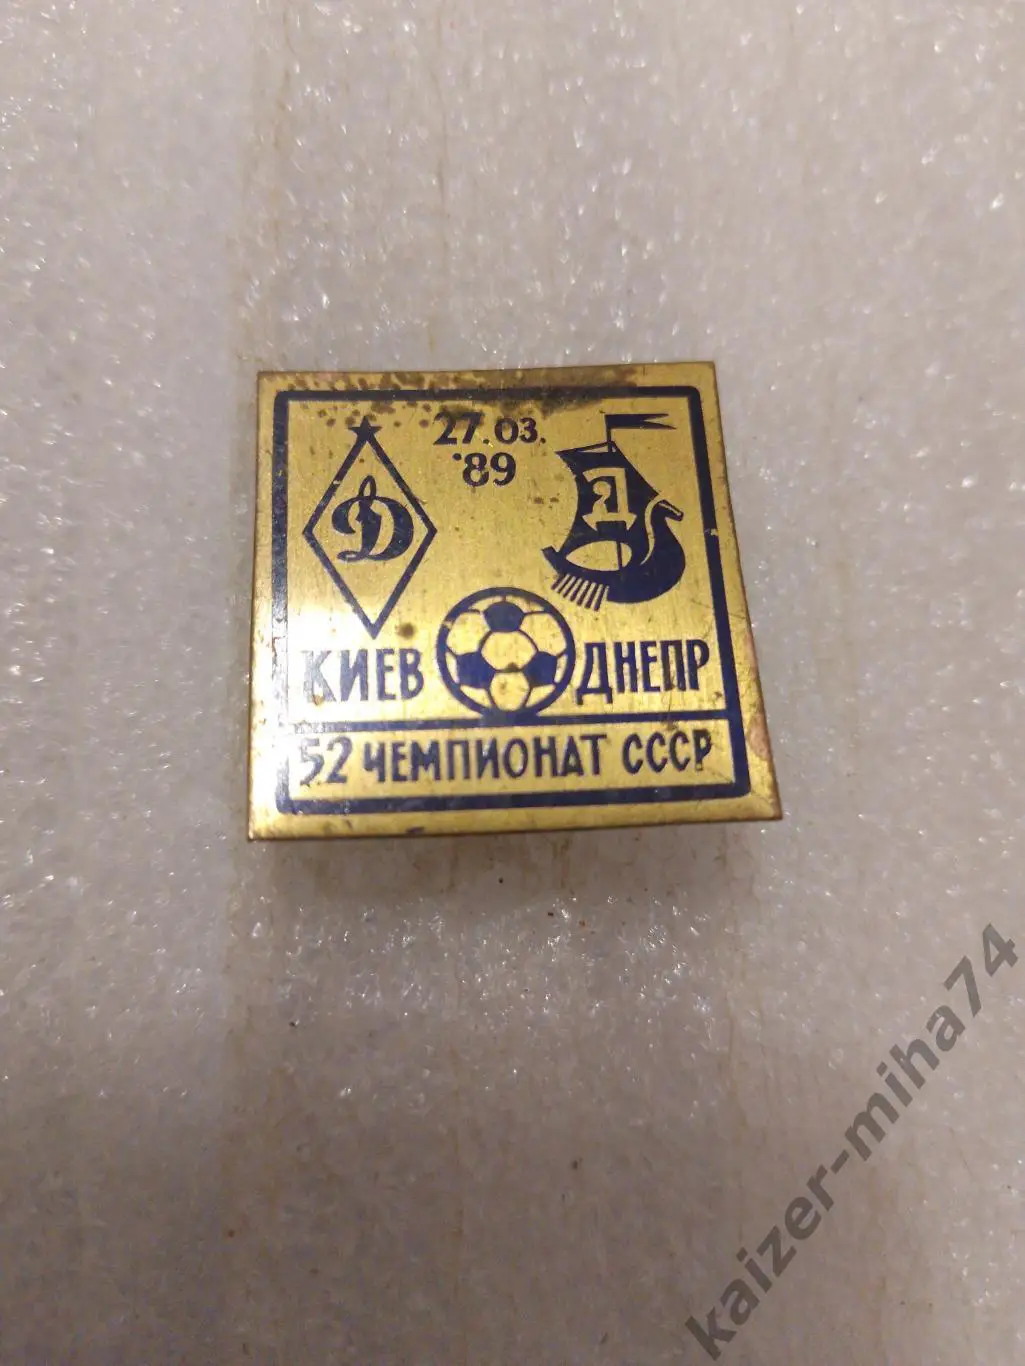 27.03.
'89
Д
Д
КИЕВ ДНЕПР
52 ЧЕМПИОНАТ СССР
kaizer-miha74